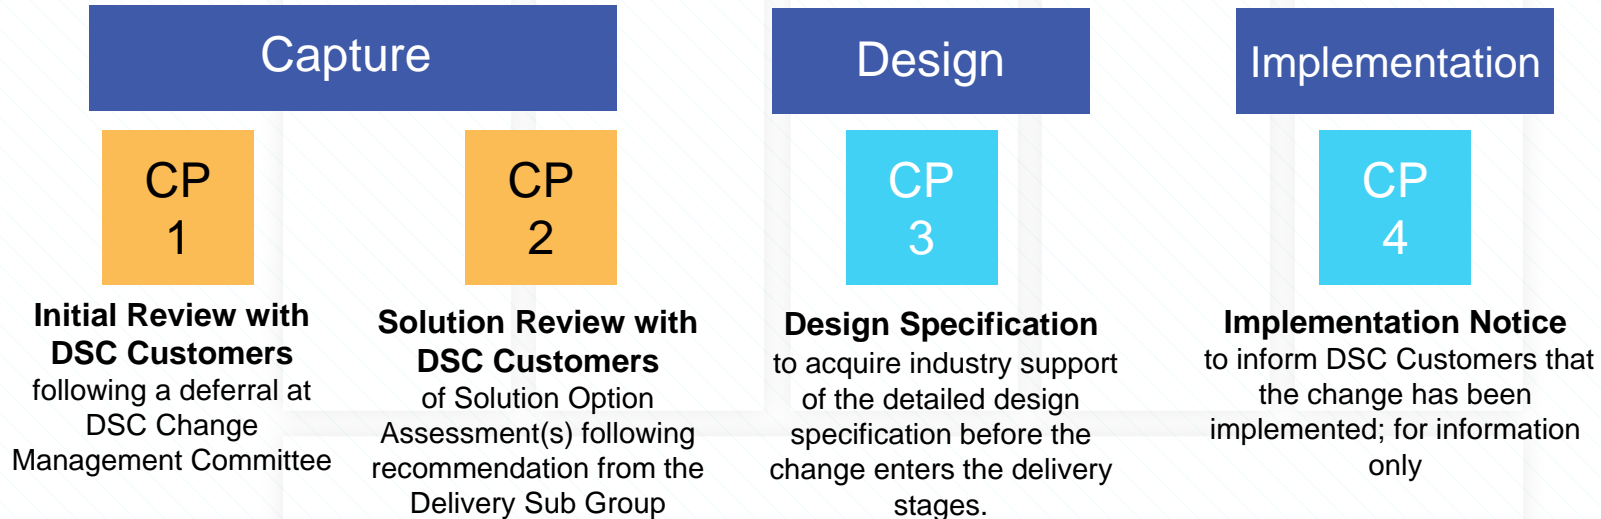 Capture
Design
Implementation
CP
1
CP
2
CP
3
CP
4
Initial Review with
DSC Customers
following a deferral at
DSC Change
Management Committee
Solution Review with
DSC Customers
of Solution Option
Assessment(s) following
recommendation from the
Delivery Sub Group
Design Specification
to acquire industry support
of the detailed design
specification before the
change enters the delivery
stages.
Implementation Notice
to inform DSC Customers that
the change has been
implemented; for information
only